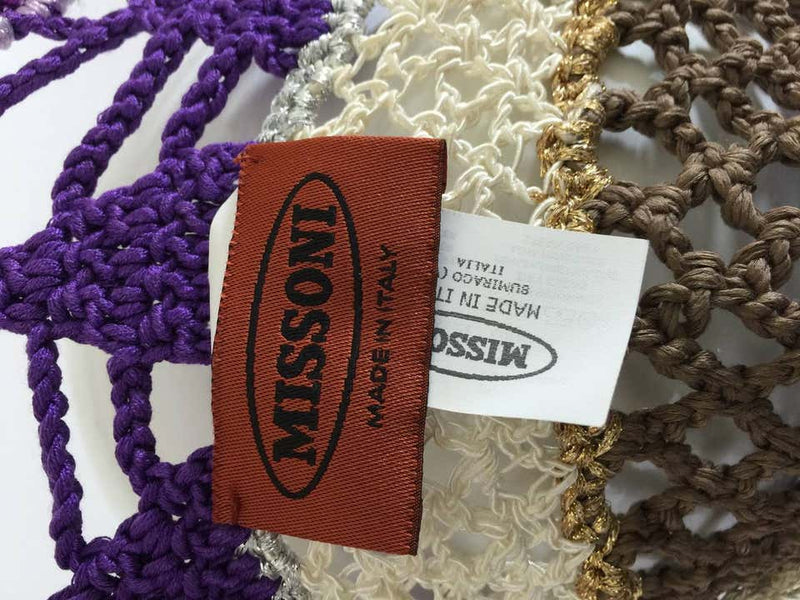 MISSONI
MADE IN ITALY
MISSO
MADE IN IT
SUMIRAGO (
ITALIA